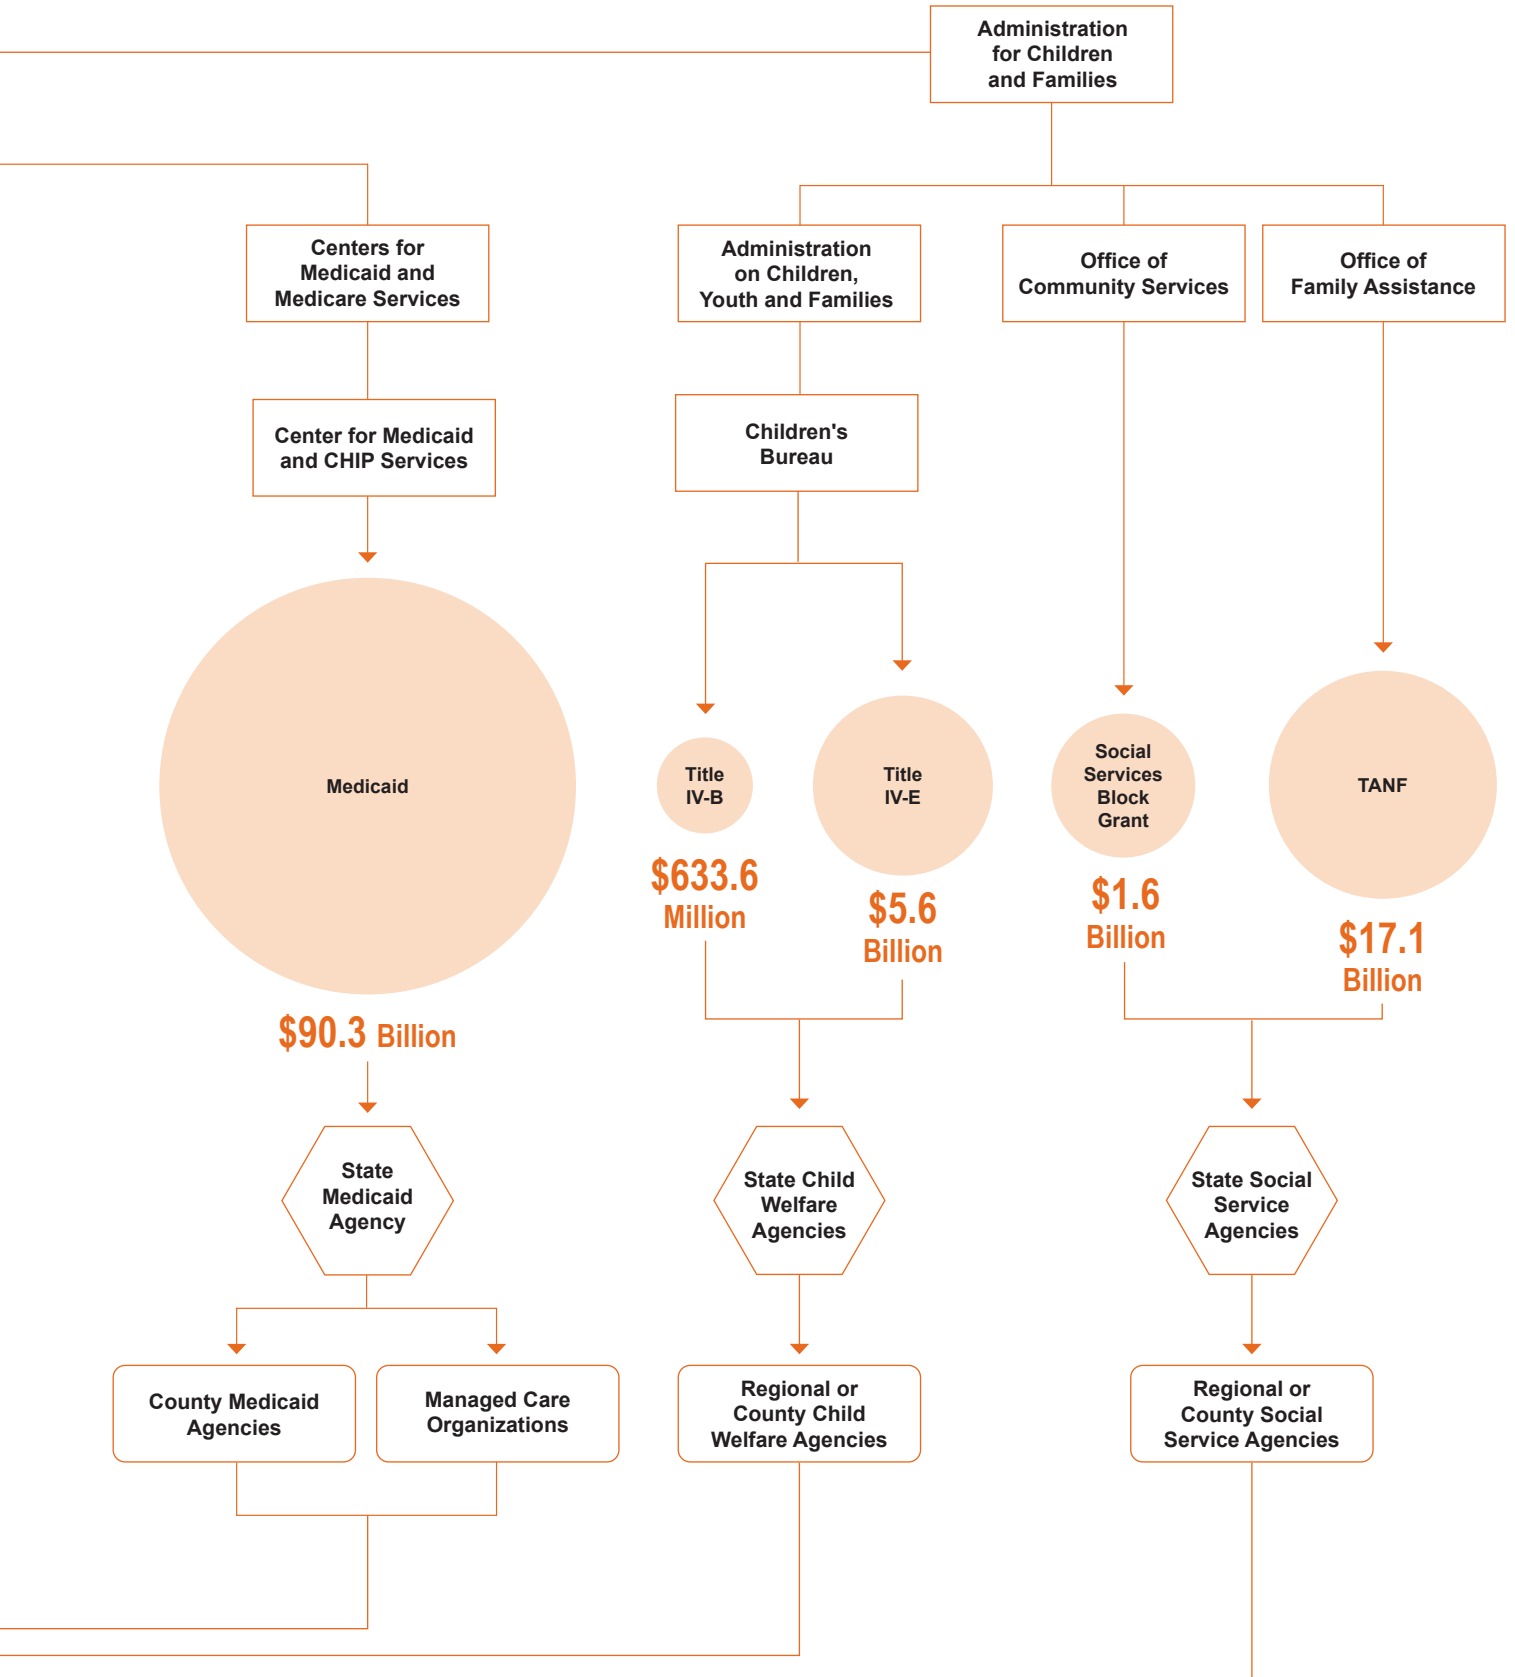 Administration
for Children
and Families
Centers for
Medicaid and
Medicare Services
Administration
on Children,
Youth and Families
Office of
Community Services
Office of
Family Assistance
Center for Medicaid
and CHIP Services
Children's
Bureau
Medicaid
$90.3 Billion
Title
IV-B
$633.6
Million
Title
IV-E
$5.6
Billion
Social
Services
Block
Grant
$1.6
Billion
TANF
$17.1
Billion
State
Medicaid
Agency
State Child
Welfare
Agencies
State Social
Service
Agencies
County Medicaid
Agencies
Managed Care
Organizations
Regional or
County Child
Welfare Agencies
Regional or
County Social
Service Agencies